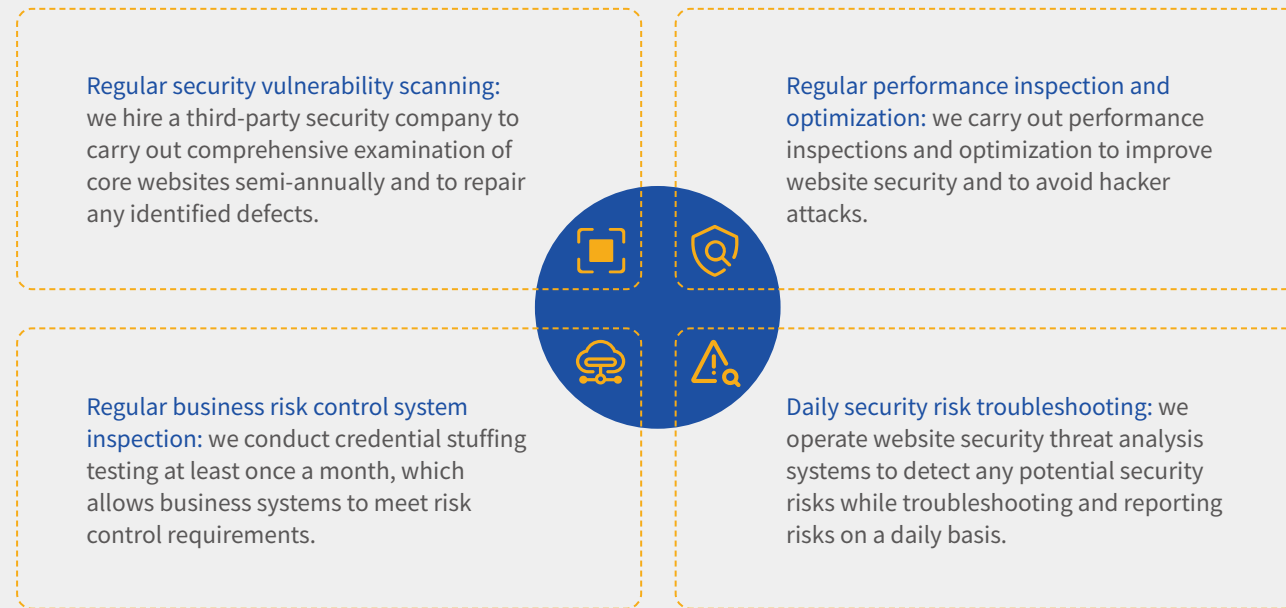 Regular security vulnerability scanning:
we hire a third-party security company to
carry out comprehensive examination of
core websites semi-annually and to repair
any identified defects.
Regular performance inspection and
optimization: we carry out performance
inspections and optimization to improve
website security and to avoid hacker
attacks.
Regular business risk control system
inspection: we conduct credential stuffing
testing at least once a month, which
allows business systems to meet risk
control requirements.
Daily security risk troubleshooting: we
operate website security threat analysis
systems to detect any potential security
risks while troubleshooting and reporting
risks on a daily basis.